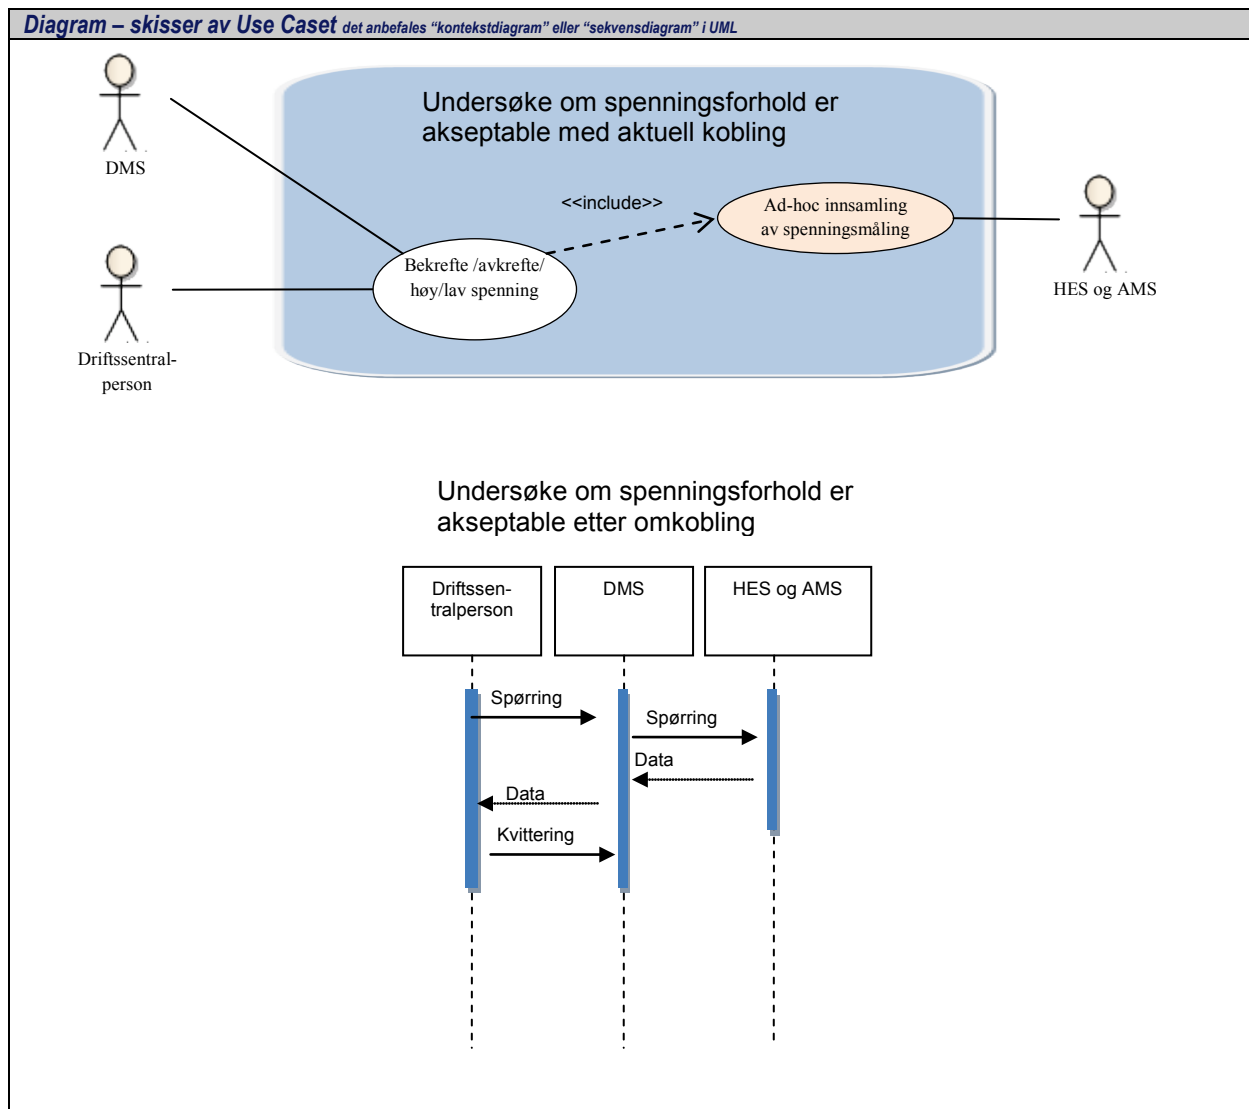 Diagram – skisser av Use Caset det anbefales “kontekstdiagram” eller “sekvensdiagram” i UML
Undersøke om spenningsforhold er
akseptable med aktuell kobling
DMS
<<include>>
Ad-hoc innsamling
av spenningsmåling
Bekrefte /avkrefte/
høy/lav spenning
HES og AMS
Driftssentral-
person
Undersøke om spenningsforhold er
akseptable etter omkobling
Driftssen-
tralperson
DMS
HES og AMS
Spørring
Spørring
Data
Data
Kvittering